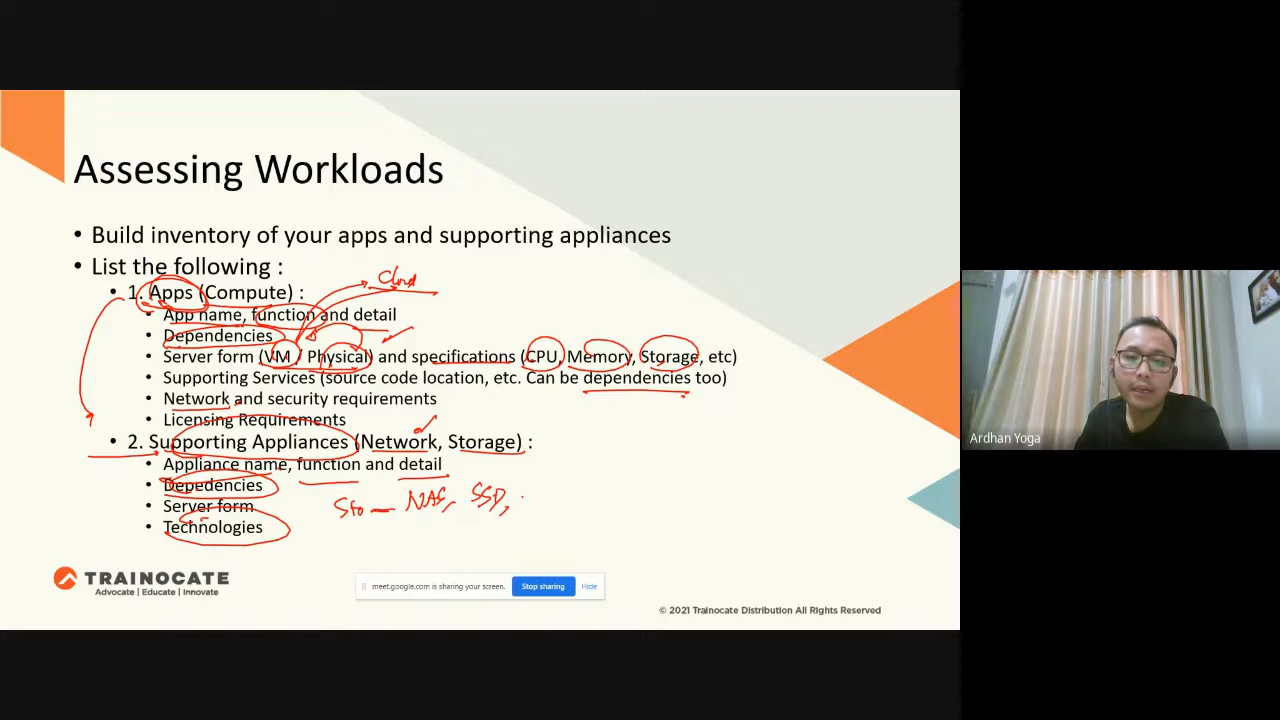 Assessing Workloads
• Build inventory of your apps and supporting appliances
• List the following :
Cloud
• 1. Apps (Compute) :
• App name, function and detail
• Dependencies
• Server form (VM / Physical) and specifications (CPU, Memory, Storage, etc)
• Supporting Services (source code location, etc. Can be dependencies too)
• Network and security requirements
• Licensing Requirements
• 2. Supporting Appliances (Network, Storage) :
• Appliance name, function and detail
• Depedencies
• Server form
Sto — NAS, SSD,
• Technologies
TRAINOCATE
Advocate | Educate | Innovate
meet.google.com is sharing your screen. Stop sharing Hide
© 2021 Trainocate Distribution All Rights Reserved
Ardhan Yoga